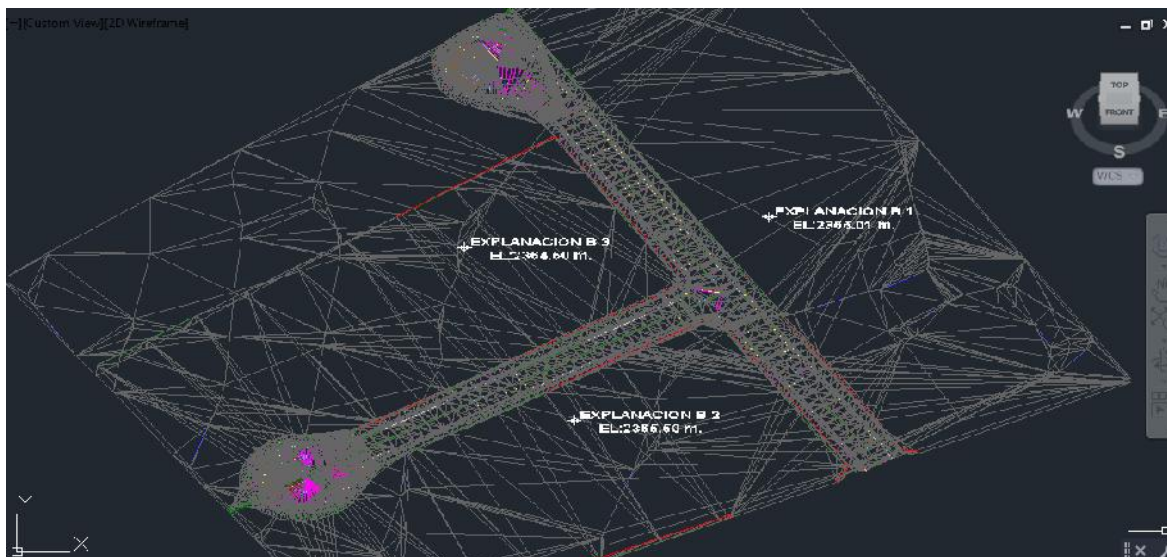 [-][Custom View][2D Wireframe]
TOP
FRONT
W
E
S
WCS
EXPLANACION B 1
EL:2365.01 m.
EXPLANACION B 3
EL:2364.60 m.
EXPLANACION B 2
EL:2365.50 m.
Y
X